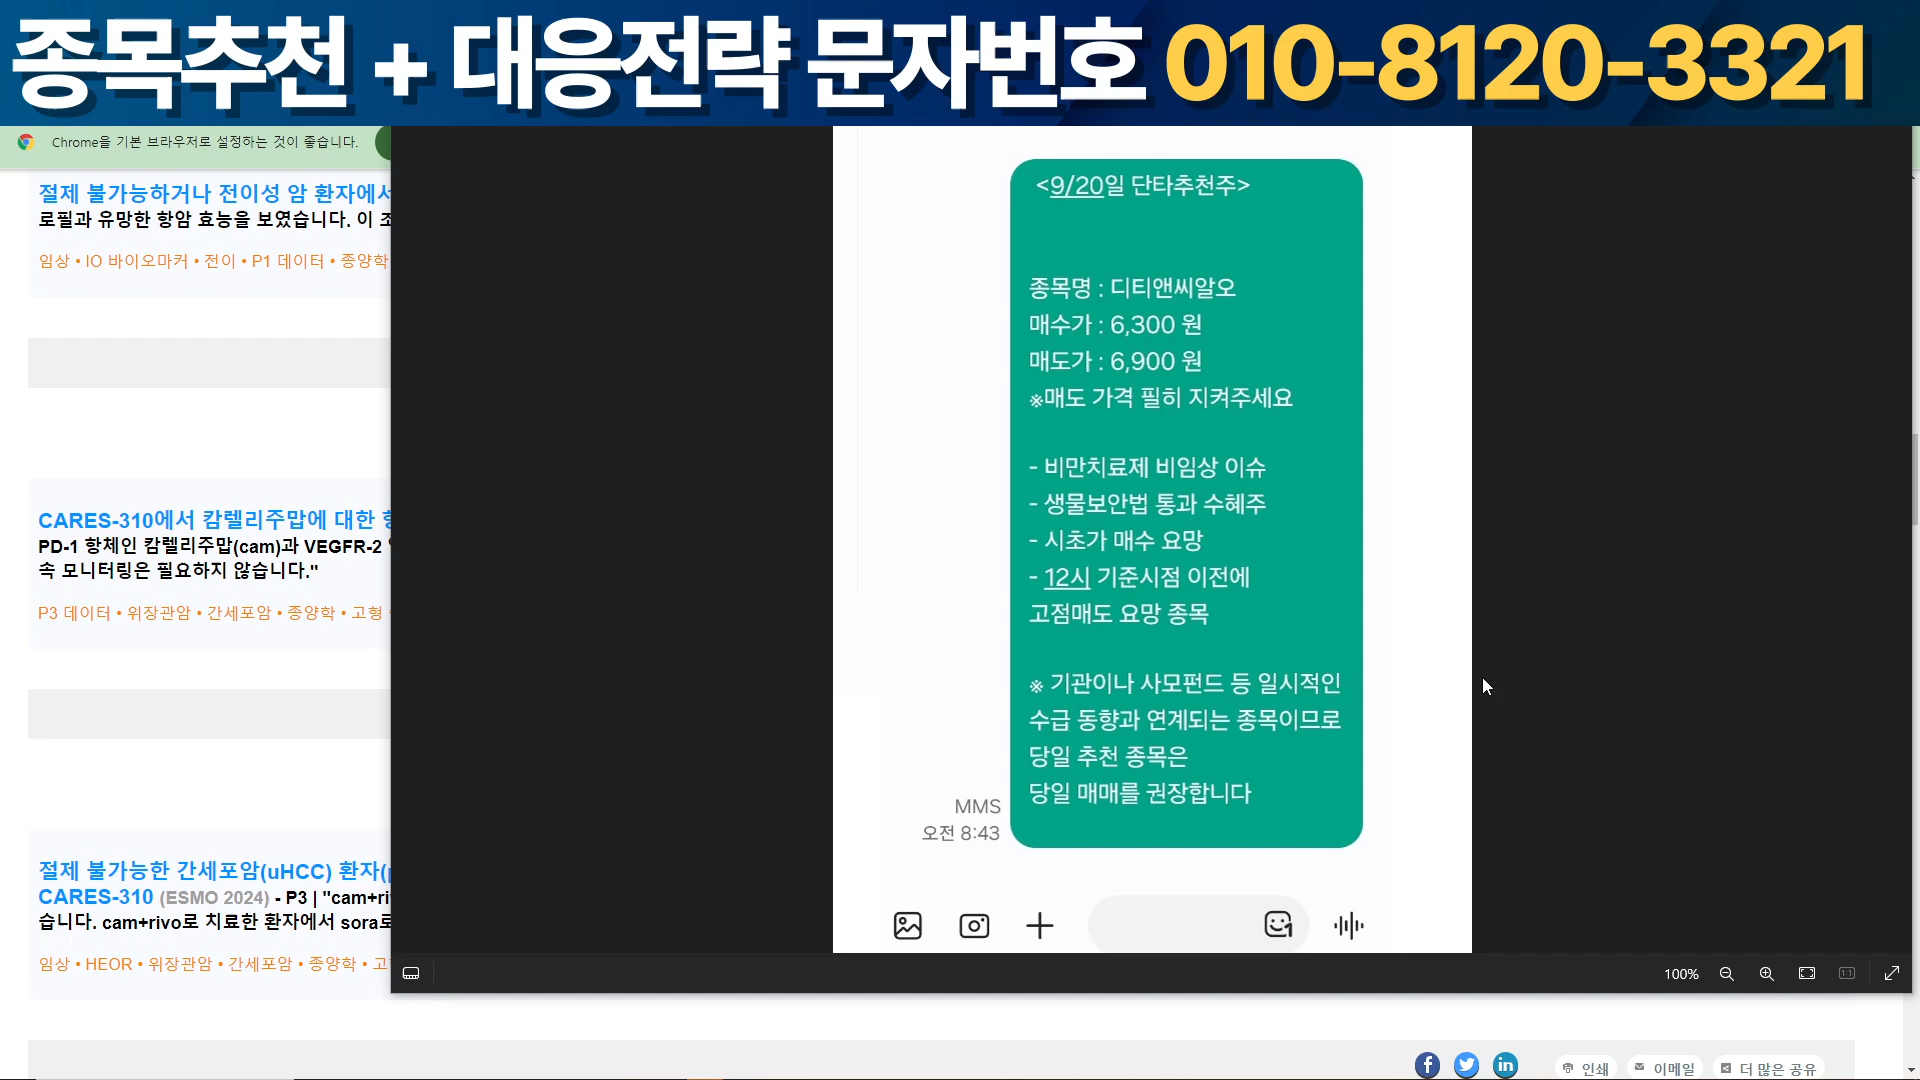 종목추천 + 대응전략 문자번호 010-8120-3321
Chrome을 기본 브라우저로 설정하는 것이 좋습니다.
절제 불가능하거나 전이성 암 환자에서
로필과 유망한 항암 효능을 보였습니다. 이 조
임상 • IO 바이오마커 • 전이 • P1 데이터 • 종양학
CARES-310에서 캄렐리주맙에 대한
PD-1 항체인 캄렐리주맙(cam)과 VEGFR-2
속 모니터링은 필요하지 않습니다."
P3 데이터 • 위장관암 • 간세포암 • 종양학 • 고형
절제 불가능한 간세포암(uHCC) 환자(
CARES-310 (ESMO 2024) - P3 | "cam+ri
습니다. cam+rivo로 치료한 환자에서 sora로
임상 • HEOR • 위장관암 • 간세포암 • 종양학 • 고
<9/20일 단타추천주>
종목명 : 디티앤씨알오
매수가 : 6,300 원
매도가 : 6,900 원
※매도 가격 필히 지켜주세요
- 비만치료제 비임상 이슈
- 생물보안법 통과 수혜주
- 시초가 매수 요망
- 12시 기준시점 이전에
고점매도 요망 종목
※ 기관이나 사모펀드 등 일시적인
수급 동향과 연계되는 종목이므로
당일 추천 종목은
당일 매매를 권장합니다
MMS
오전 8:43
100%
1:1
인쇄
이메일
더 많은 공유